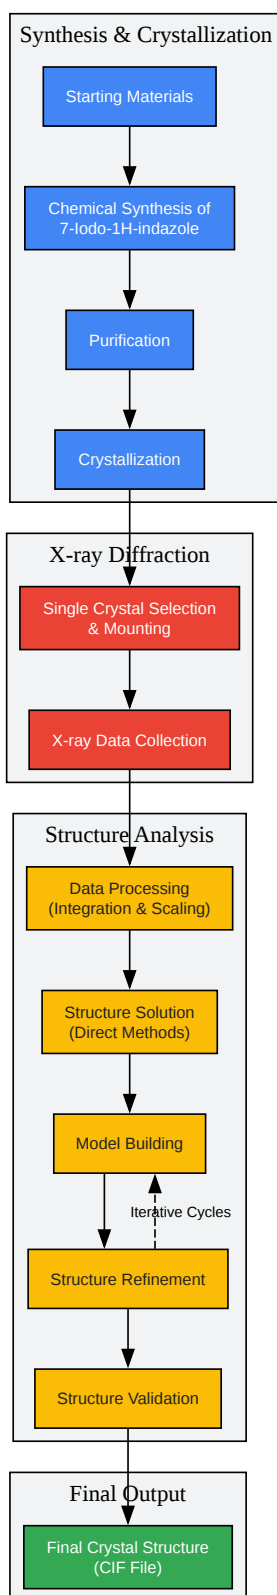 Synthesis & Crystallization
Starting Materials
Chemical Synthesis of
7-Iodo-1H-indazole
Purification
Crystallization
X-ray Diffraction
Single Crystal Selection
& Mounting
X-ray Data Collection
Structure Analysis
Data Processing
(Integration & Scaling)
Structure Solution
(Direct Methods)
Model Building
Iterative Cycles
Structure Refinement
Structure Validation
Final Output
Final Crystal Structure
(CIF File)